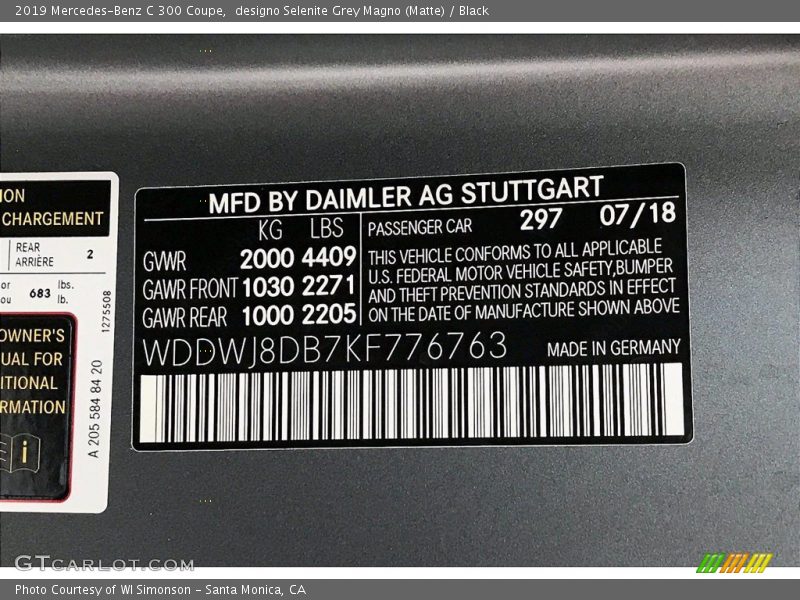 2019 Mercedes-Benz C 300 Coupe, designo Selenite Grey Magno (Matte) / Black
ION
CHARGEMENT
REAR
ARRIÈRE
2
or
ou
683
lbs.
lb.
1275508
OWNER'S
UAL FOR
ITIONAL
RMATION
i
A 205 584 84 20
MFD BY DAIMLER AG STUTTGART
KG LBS
GVWR 2000 4409
GAWR FRONT 1030 2271
GAWR REAR 1000 2205
PASSENGER CAR 297 07/18
THIS VEHICLE CONFORMS TO ALL APPLICABLE
U.S. FEDERAL MOTOR VEHICLE SAFETY,BUMPER
AND THEFT PREVENTION STANDARDS IN EFFECT
ON THE DATE OF MANUFACTURE SHOWN ABOVE
WDDWJ8DB7KF776763
MADE IN GERMANY
GTCARLOT.COM
Photo Courtesy of WI Simonson - Santa Monica, CA